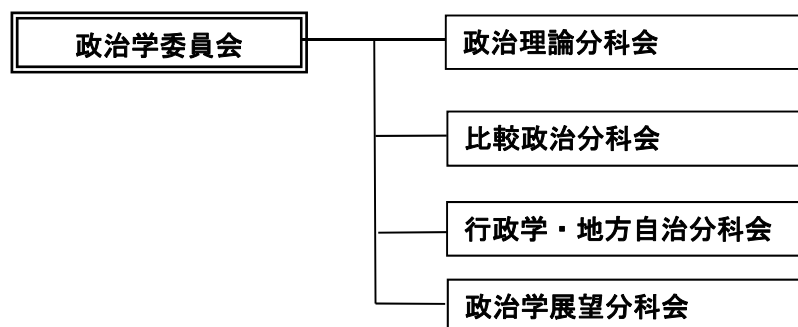 政治学委員会
政治理論分科会
比較政治分科会
行政学・地方自治分科会
政治学展望分科会